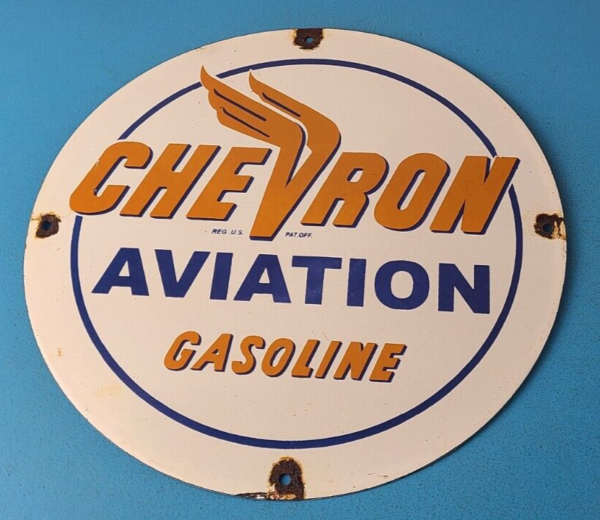 CHEVRON
REG. U.S. PAT. OFF.
AVIATION
GASOLINE